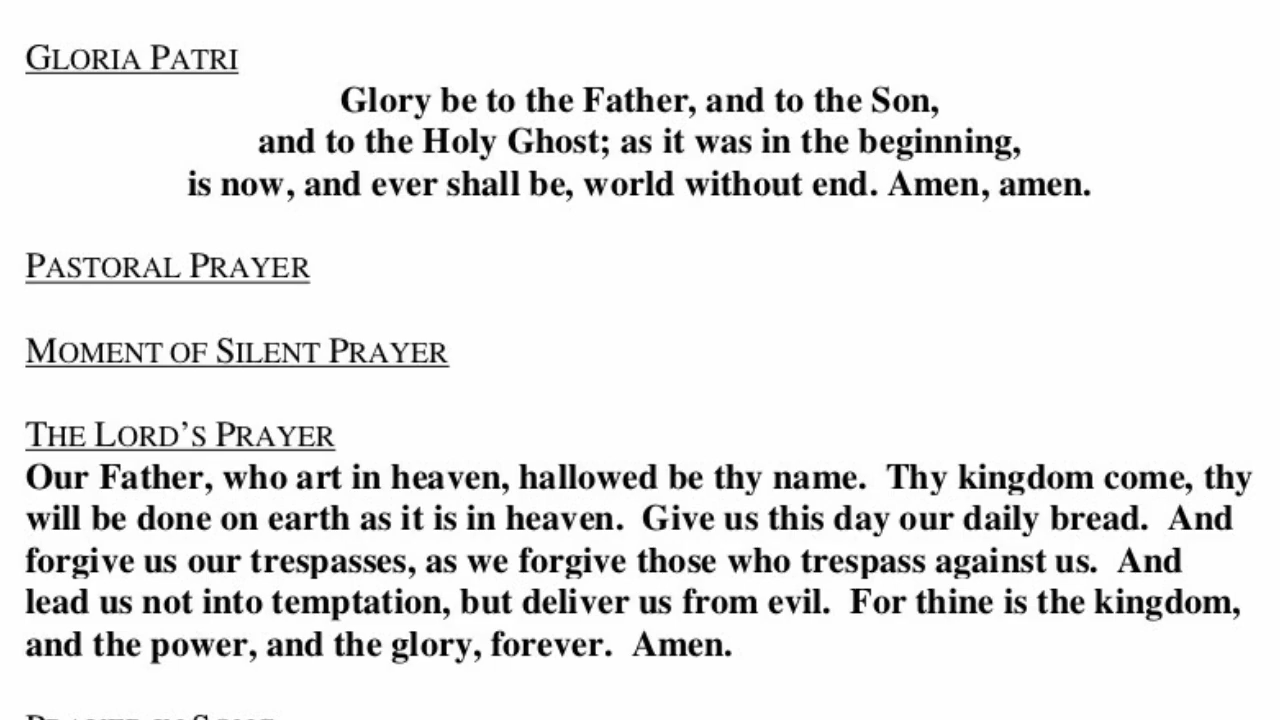 GLORIA PATRI
Glory be to the Father, and to the Son,
and to the Holy Ghost; as it was in the beginning,
is now, and ever shall be, world without end. Amen, amen.
PASTORAL PRAYER
MOMENT OF SILENT PRAYER
THE LORD’S PRAYER
Our Father, who art in heaven, hallowed be thy name.  Thy kingdom come, thy
will be done on earth as it is in heaven.  Give us this day our daily bread.  And
forgive us our trespasses, as we forgive those who trespass against us.  And
lead us not into temptation, but deliver us from evil.  For thine is the kingdom,
and the power, and the glory, forever.  Amen.